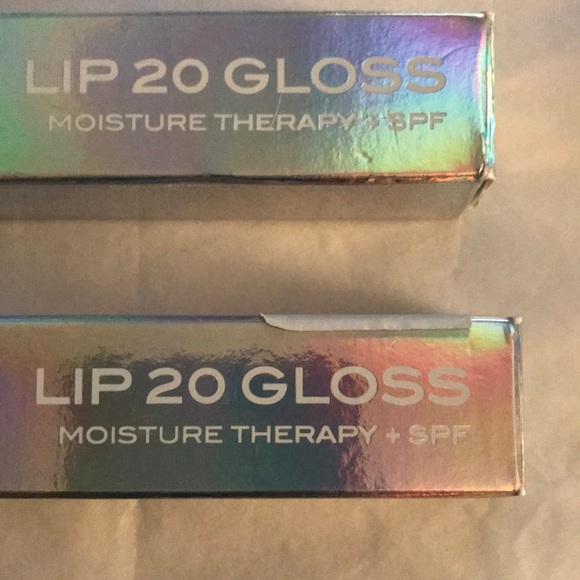 LIP 20 GLOSS
MOISTURE THERAPY + SPF
LIP 20 GLOSS
MOISTURE THERAPY + SPF